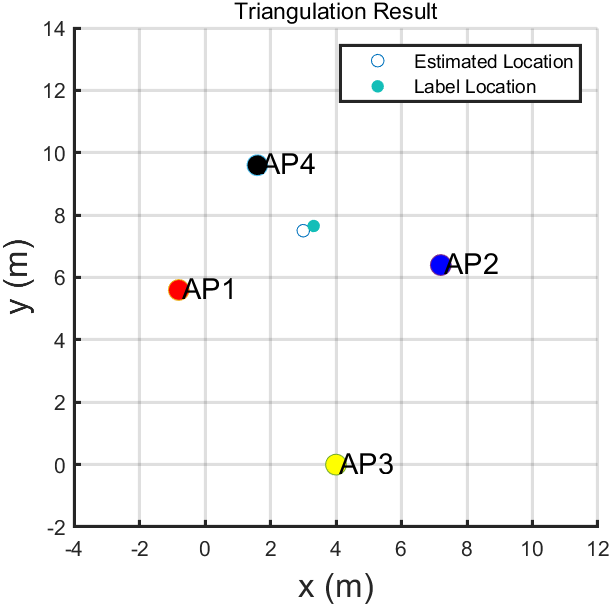 Triangulation Result
14
12
10
8
6
4
2
0
-2
Estimated Location
Label Location
AP4
AP2
AP1
AP3
-4
-2
0
2
4
6
8
10
12
x (m)
y (m)